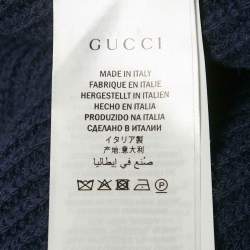 GUCCI
MADE IN ITALY
FABRIQUE EN ITALIE
HERGESTELLT IN ITALIEN
HECHO EN ITALIA
PRODUZIDO NA ITÁLIA
СДЕЛАНО В ИТАЛИИ
イタリア製
产地:意大利
صنع في إيطاليا